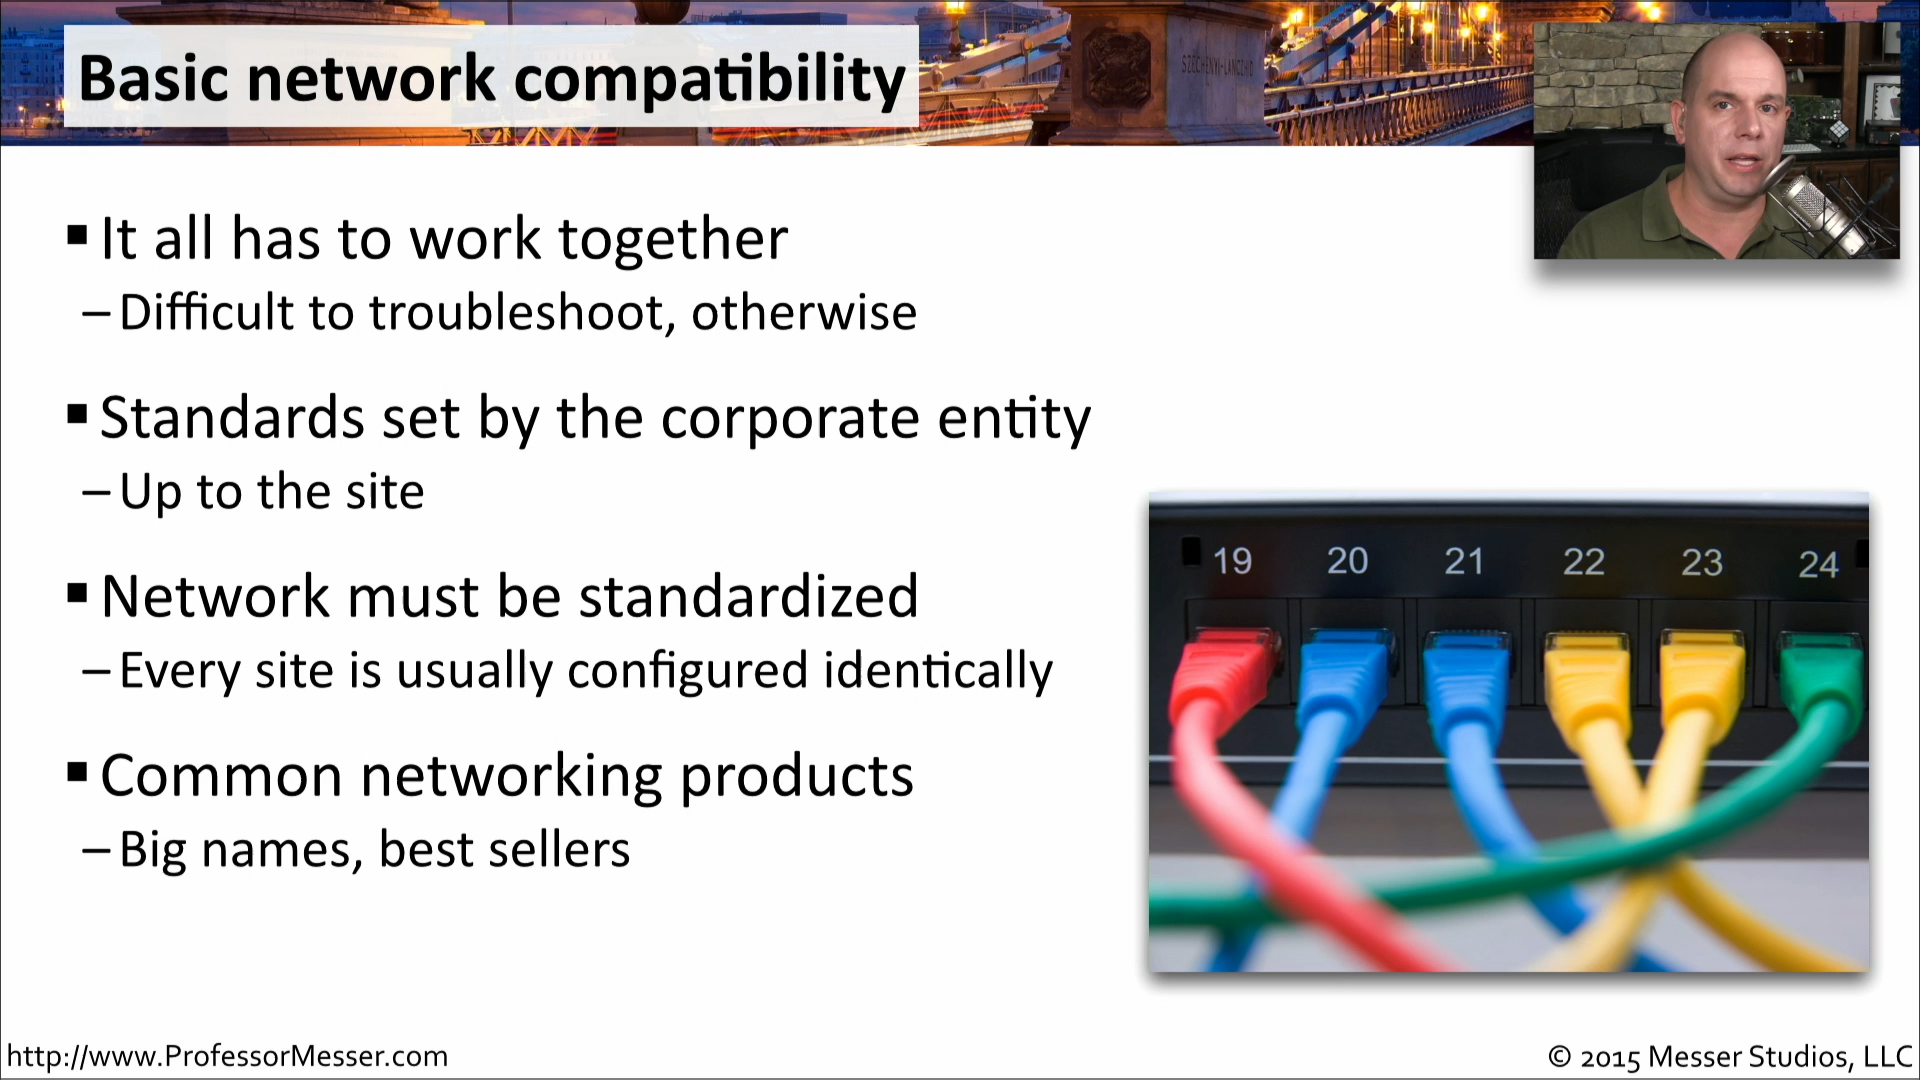 Basic network compatibility
SZÉCHENYI-LÁNCZHÍD
▪ It all has to work together
– Difficult to troubleshoot, otherwise
▪ Standards set by the corporate entity
– Up to the site
▪ Network must be standardized
– Every site is usually configured identically
▪ Common networking products
– Big names, best sellers
19 20 21 22 23 24
http://www.ProfessorMesser.com
© 2015 Messer Studios, LLC